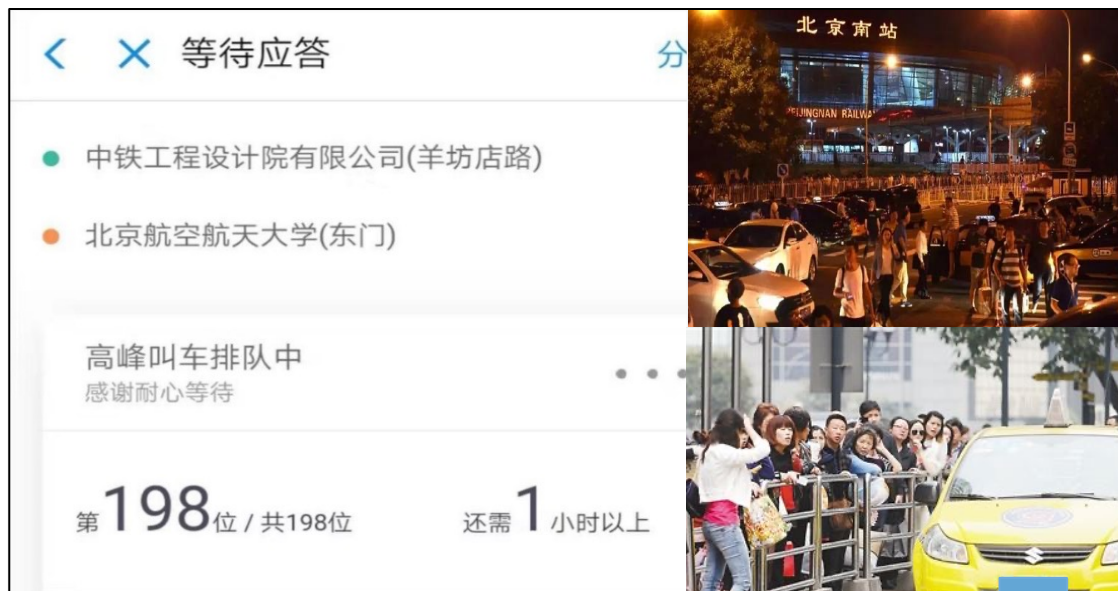 等待应答
分
中铁工程设计院有限公司(羊坊店路)
北京航空航天大学(东门)
高峰叫车排队中
感谢耐心等待
第198位 / 共198位
还需1小时以上
北京南站
BEIJINGNAN RAILWA